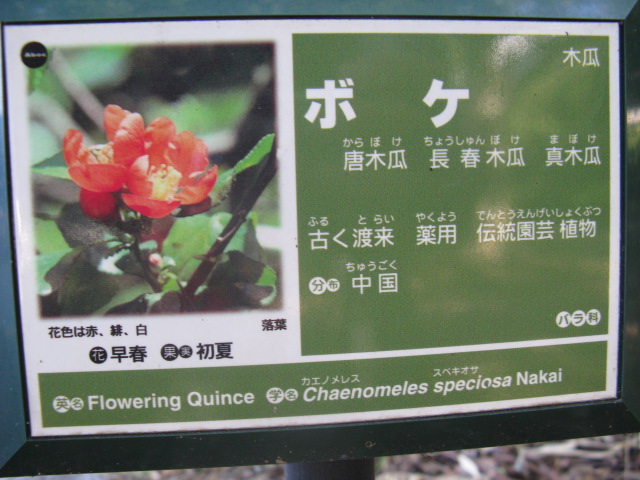 木瓜
ボケ
からぼけ ちょうしゅんぼけ まぼけ
唐木瓜 長春木瓜 真木瓜
ふる とらい やくよう でんとうえんげいしょくぶつ
古く渡来 薬用 伝統園芸植物
ちゅうごく
分布 中国
バラ科
花色は赤、緋、白 落葉
花 早春 果実 初夏
カエノメレス スペキオサ
英名 Flowering Quince 学名 Chaenomeles speciosa Nakai